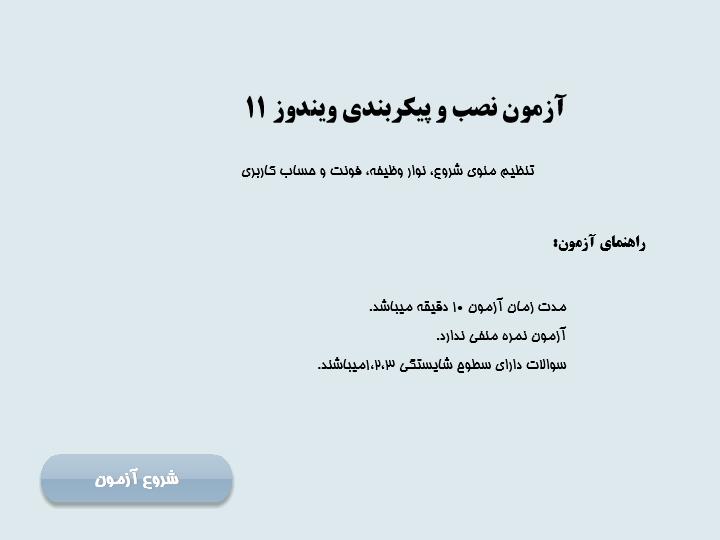 آزمون نصب و پیکربندی ویندوز ۱۱
تنظیم منوی شروع، نوار وظیفه، فونت و حساب کاربری
راهنمای آزمون:
مدت زمان آزمون ۱۰ دقیقه میباشد.
آزمون نمره منفی ندارد.
سوالات دارای سطوح شایستگی ۱،۲،۳میباشند.
شروع آزمون